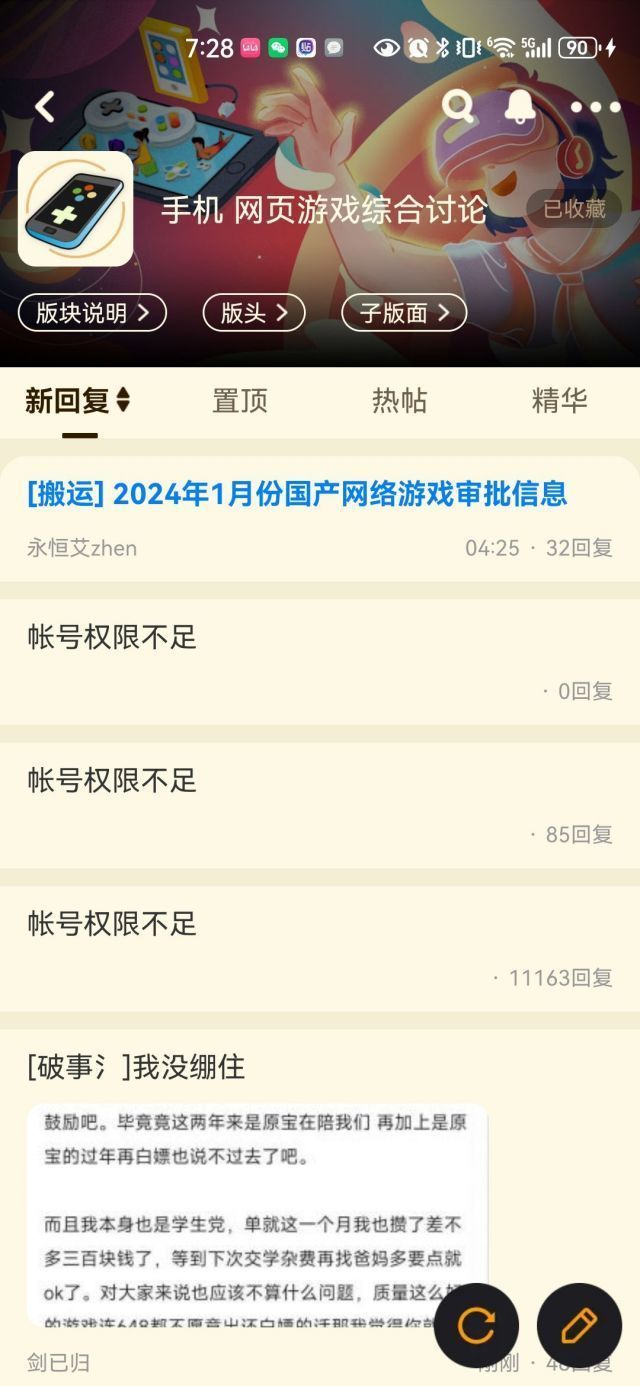 7:28
6
5G
90
手机 网页游戏综合讨论
已收藏
版块说明
版头
子版面
新回复
置顶
热帖
精华
[搬运] 2024年1月份国产网络游戏审批信息
永恒艾zhen
04:25 · 32回复
帐号权限不足
· 0回复
帐号权限不足
· 85回复
帐号权限不足
· 11163回复
[破事氵]我没绷住
鼓励吧。毕竟竟这两年来是原宝在陪我们 再加上是原
宝的过年再白嫖也说不过去了吧。
而且我本身也是学生党，单就这一个月我也攒了差不
多三百块钱了，等到下次交学杂费再找爸妈多要点就
ok了。对大家来说也应该不算什么问题，质量这么好
的游戏连648都不愿意出还白嫖的话那我觉得你
剑已归
刚刚